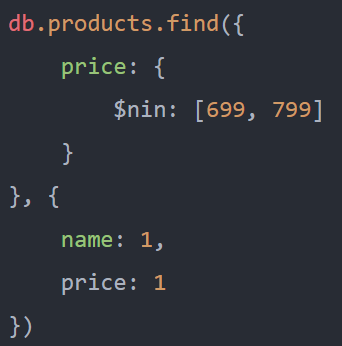 db.products.find({
    price: {
        $nin: [699, 799]
    }
}, {
    name: 1,
    price: 1
})